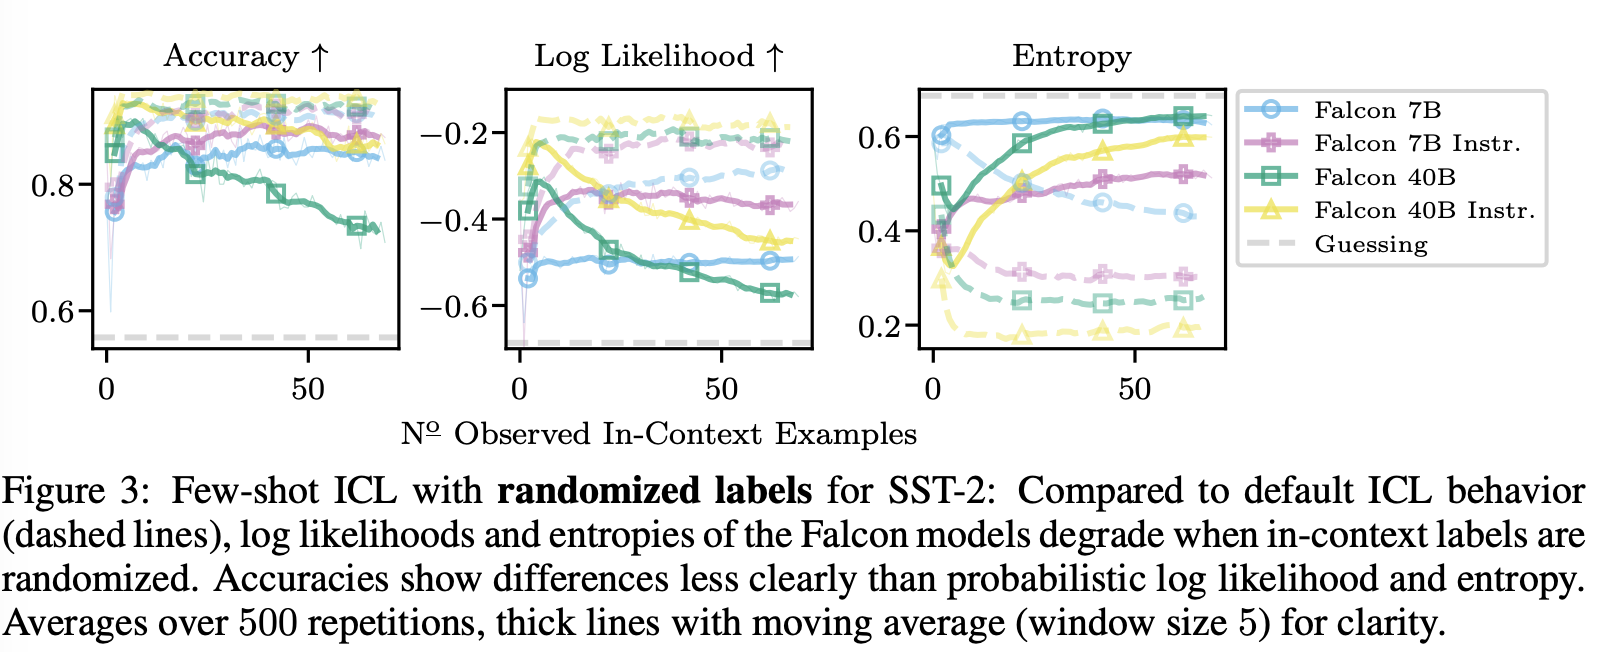 Accuracy ↑
Log Likelihood ↑
Entropy
0.8
0.6
0
50
−0.2
−0.4
−0.6
0
50
0.6
0.4
0.2
0
50
Falcon 7B
Falcon 7B Instr.
Falcon 40B
Falcon 40B Instr.
Guessing
Nº Observed In-Context Examples
Figure 3: Few-shot ICL with randomized labels for SST-2: Compared to default ICL behavior
(dashed lines), log likelihoods and entropies of the Falcon models degrade when in-context labels are
randomized. Accuracies show differences less clearly than probabilistic log likelihood and entropy.
Averages over 500 repetitions, thick lines with moving average (window size 5) for clarity.